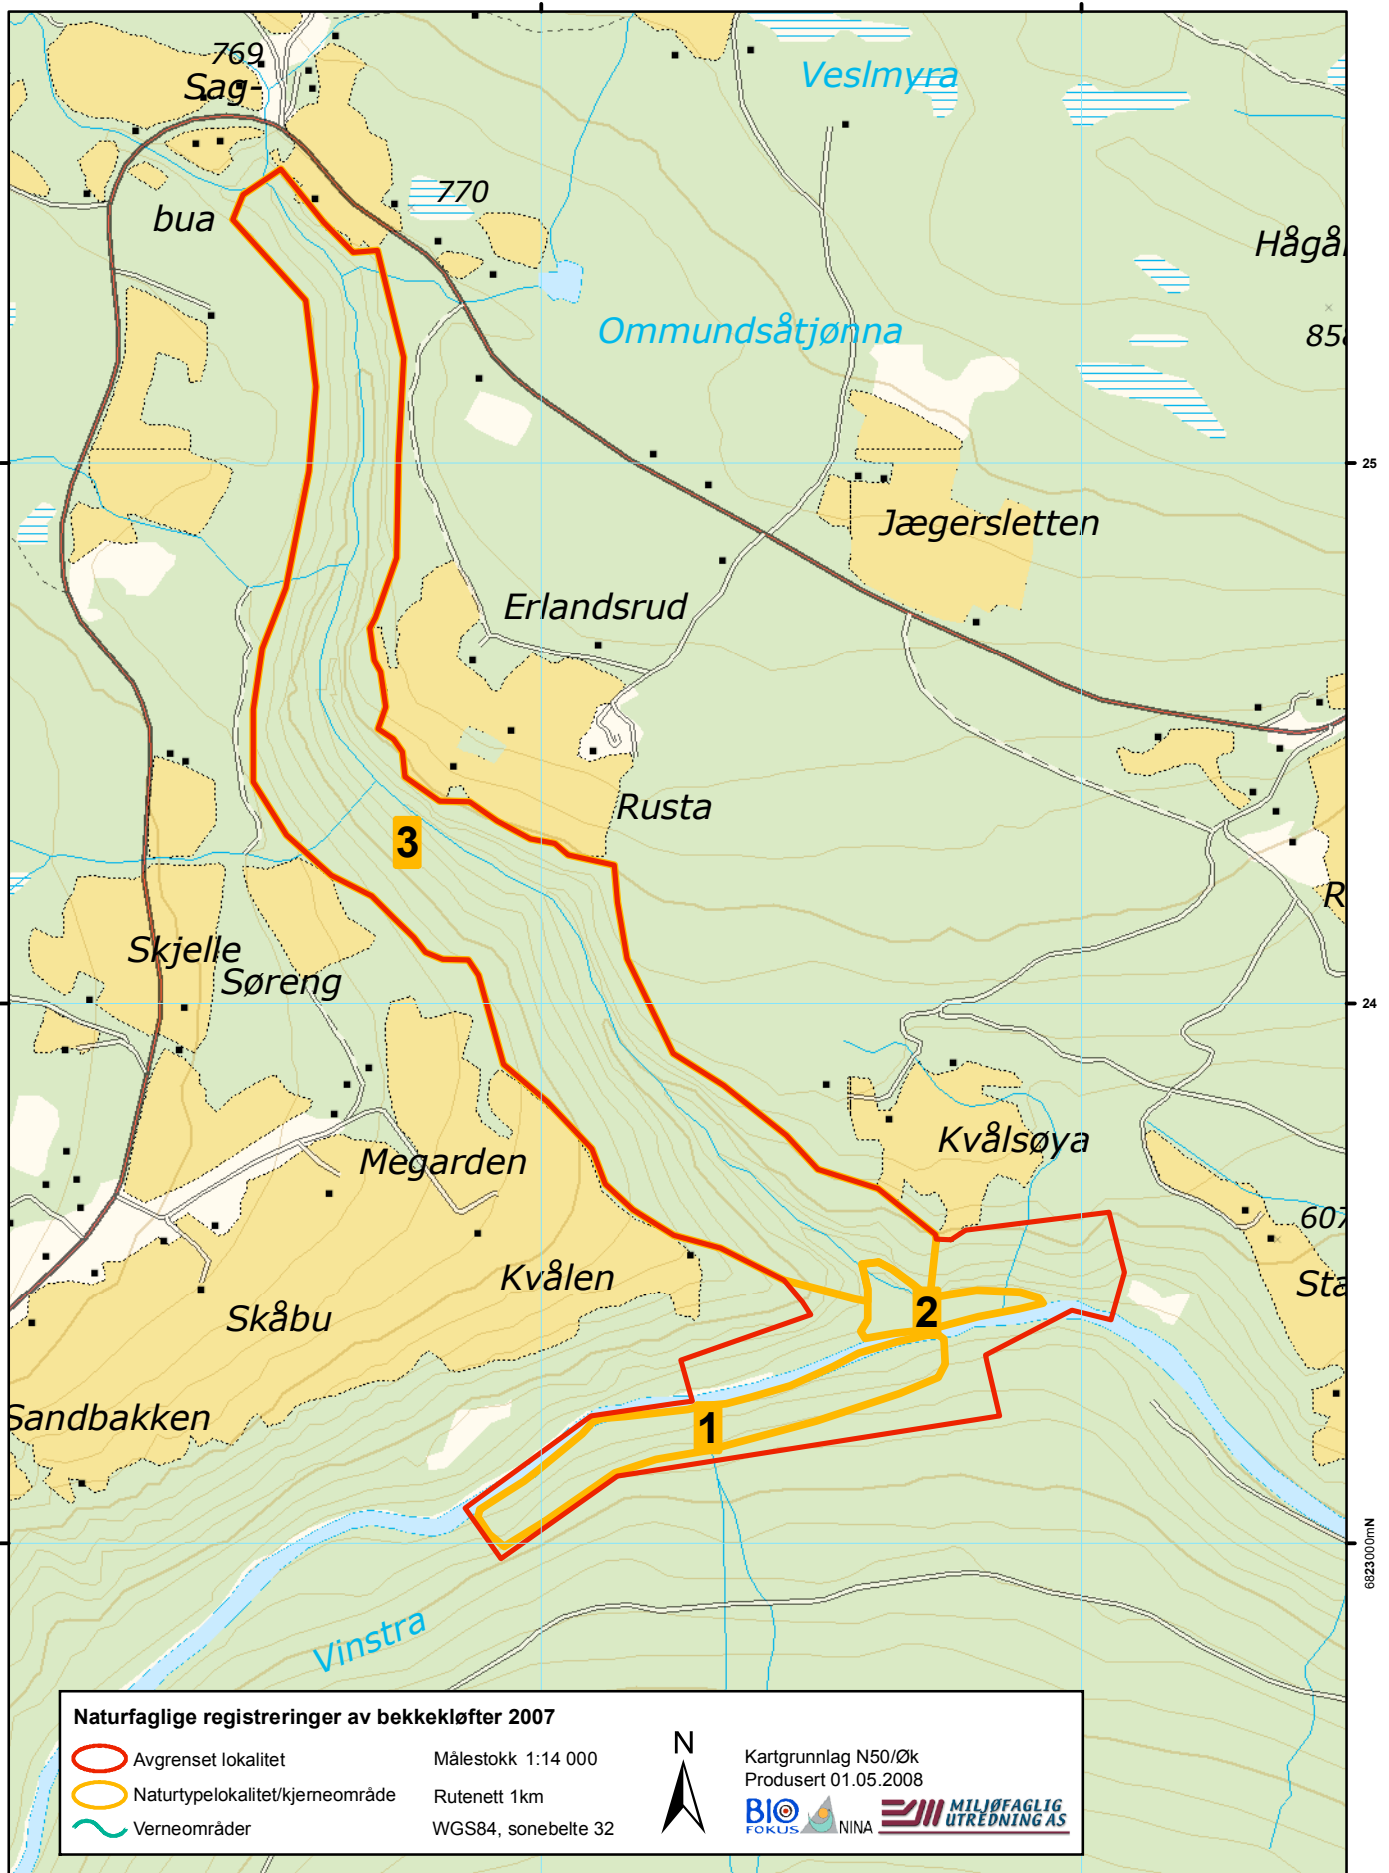 769
Sag-
bua
770
Veslmyra
Ommundsåtjønna
25
Jægersletten
Erlandsrud
Rusta
3
Skjelle
Søreng
24
Megarden
Kvålsøya
607
Kvålen
Skåbu
2
Sandbakken
1
6823000mN
Vinstra
Naturfaglige registreringer av bekkekløfter 2007
Avgrenset lokalitet
Naturtypelokalitet/kjerneområde
Verneområder
Målestokk 1:14 000
Rutenett 1km
WGS84, sonebelte 32
N
Kartgrunnlag N50/Øk
Produsert 01.05.2008
BIO
FOKUS
NINA
MILJØFAGLIG
UTREDNING AS